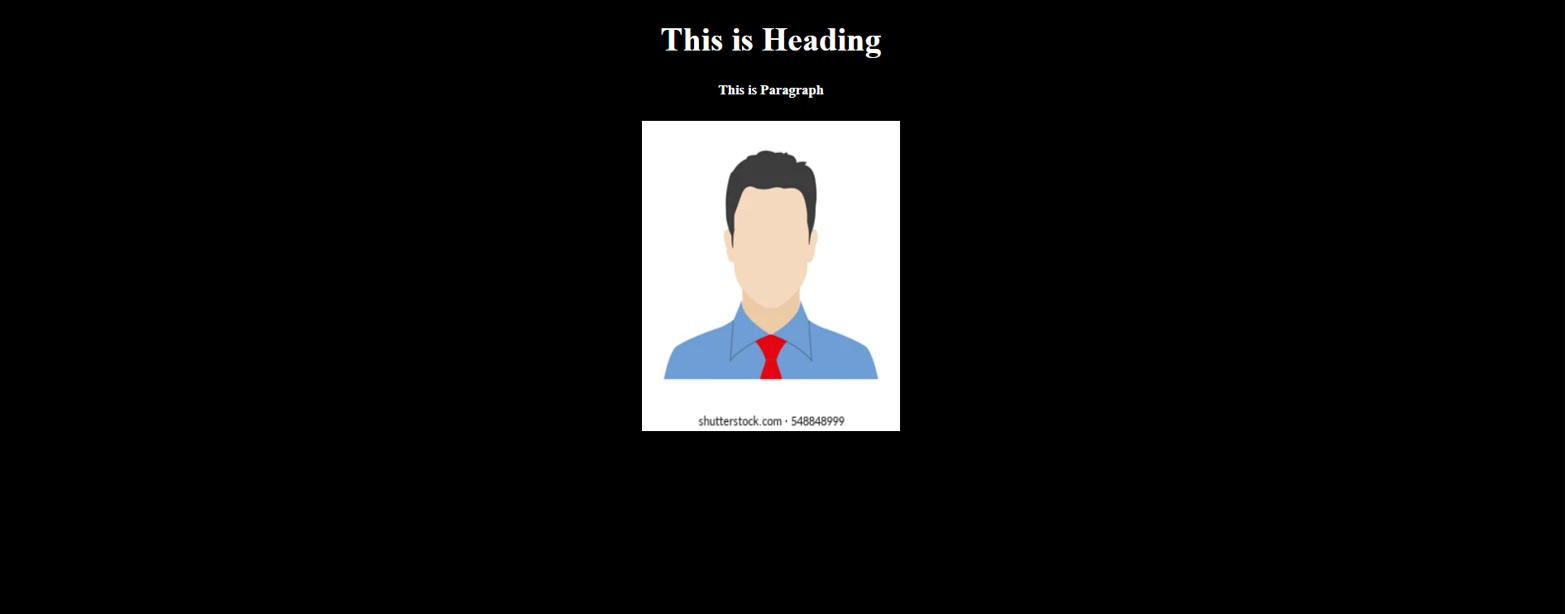 This is Heading
This is Paragraph
shutterstock.com · 548848999